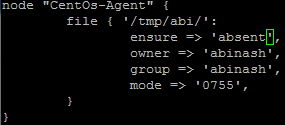 node "CentOs-Agent" {
file { '/tmp/abi/':
ensure => 'absent',
owner => 'abinash',
group => 'abinash',
mode => '0755',
}
}